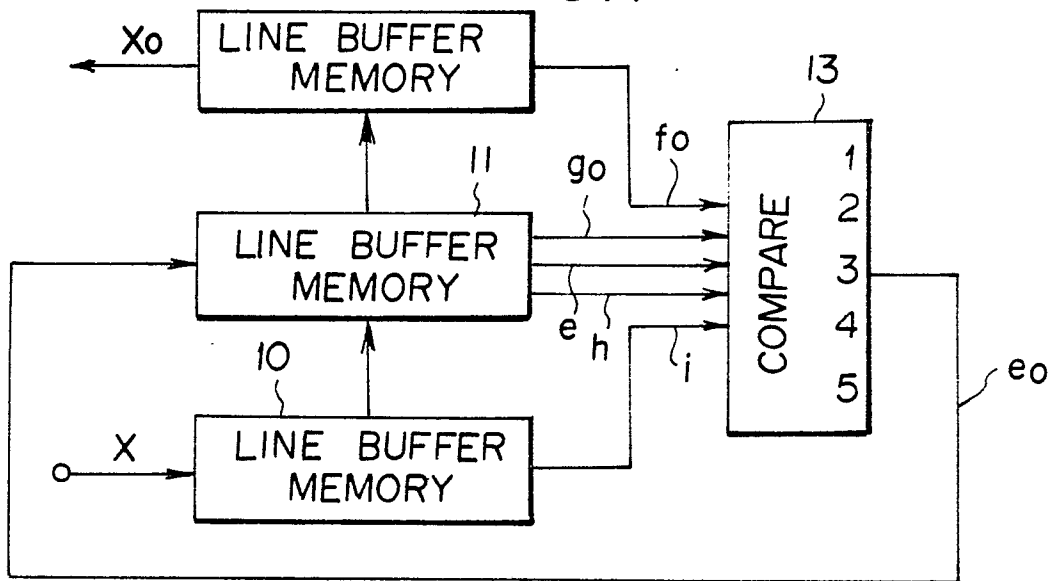 Xo
LINE BUFFER
MEMORY
13
11
fo
go
1
2
LINE BUFFER
MEMORY
COMPARE
3
e
h
i
4
5
10
eo
X
LINE BUFFER
MEMORY